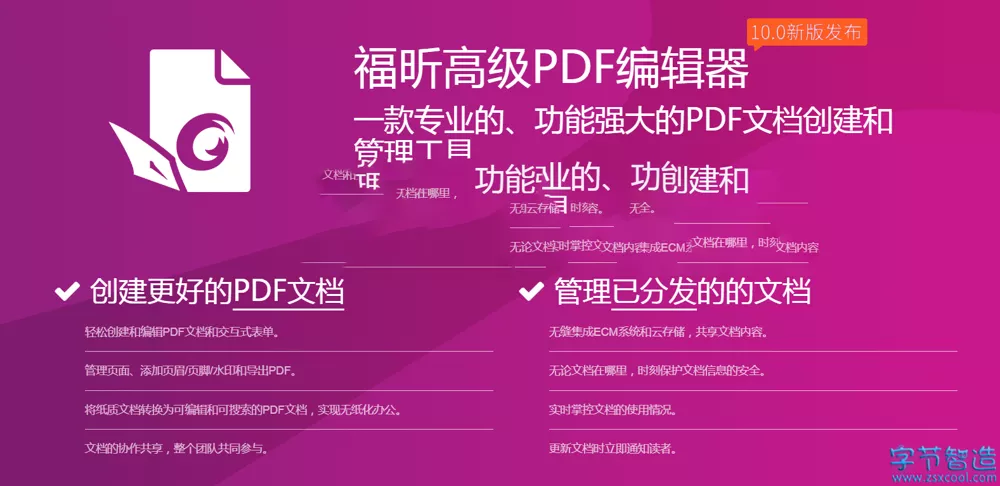 10.0新版发布
福昕高级PDF编辑器
一款专业的、功能强大的PDF文档创建和
管理工具
文档和
无档在哪里，
功能
业的、功创建和
无
云存储
时刻
容。
无全。
无论文档实时掌控文文档内容集成ECM
文档在哪里，时刻
文档内容
创建更好的PDF文档
轻松创建和编辑PDF文档和交互式表单。
管理页面、添加页眉/页脚/水印和导出PDF。
将纸质文档转换为可编辑和可搜索的PDF文档，实现无纸化办公。
文档的协作共享，整个团队共同参与。
管理已分发的的文档
无缝集成ECM系统和云存储，共享文档内容。
无论文档在哪里，时刻保护文档信息的安全。
实时掌控文档的使用情况。
更新文档时立即通知读者。
字节智造
www.zsxcool.com